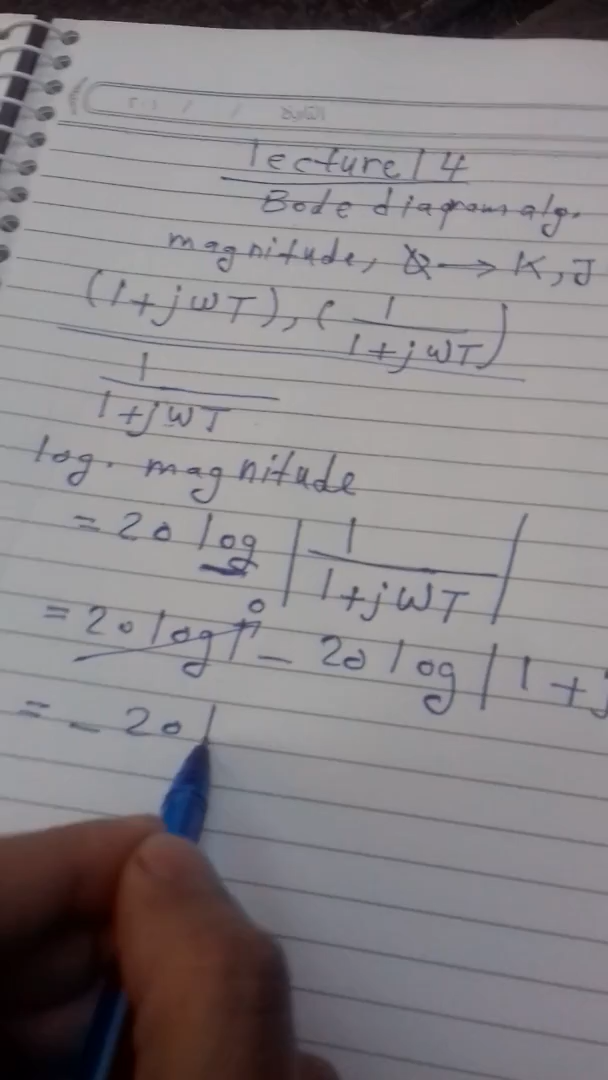 lecture 14
Bode diagram alg.
magnitude, → K, J
(1+jωT), (1/(1+jωT))
1/(1+jωT)
log. magnitude
= 20 log |1/(1+jωT)|
= 20 log 1 0 - 20 log |1+j
= - 20 l